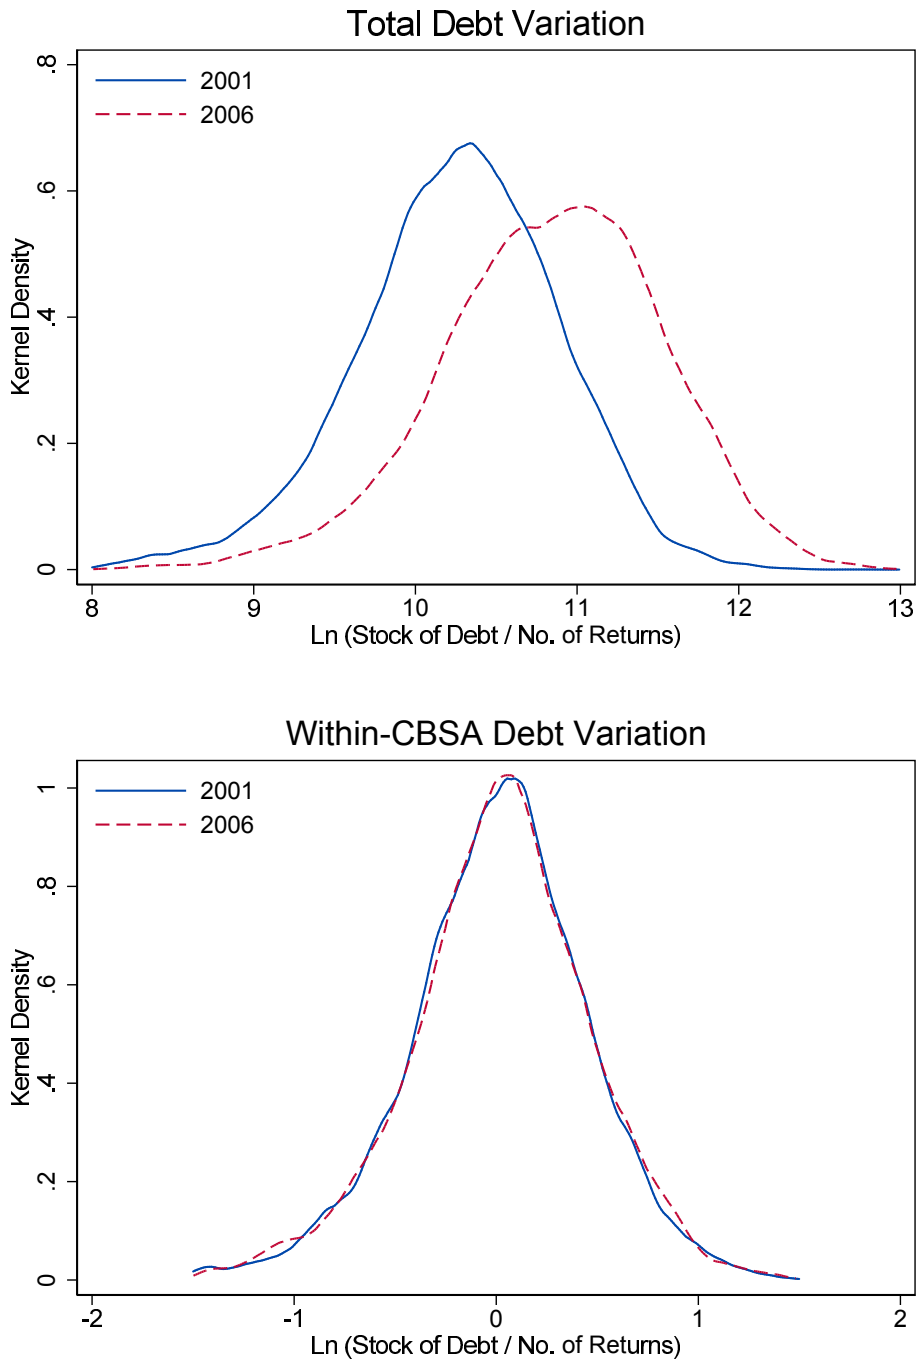 Total Debt Variation
2001
2006
Kernel Density
.8
.6
.4
.2
0
8 9 10 11 12 13
Ln (Stock of Debt / No. of Returns)
Within-CBSA Debt Variation
2001
2006
Kernel Density
1
.8
.6
.4
.2
0
-2 -1 0 1 2
Ln (Stock of Debt / No. of Returns)